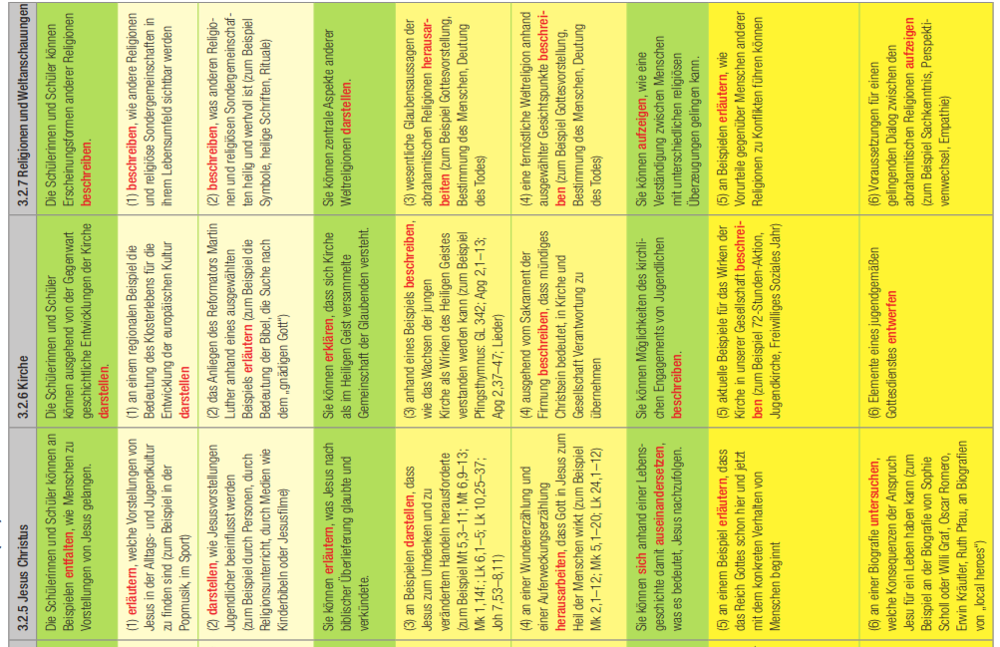 3.2.5 Jesus Christus
Die Schülerinnen und Schüler können an
Beispielen entfalten, wie Menschen zu
Vorstellungen von Jesus gelangen.
(1) erläutern, welche Vorstellungen von
Jesus in der Alltags- und Jugendkultur
zu finden sind (zum Beispiel in der
Popmusik, im Sport)
(2) darstellen, wie Jesusvorstellungen
Jugendlicher beeinflusst werden
(zum Beispiel durch Personen, durch
Religionsunterricht, durch Medien wie
Kinderbibeln oder Jesusfilme)
Sie können erläutern, was Jesus nach
biblischer Überlieferung glaubte und
verkündete.
(3) an Beispielen darstellen, dass
Jesus zum Umdenken und zu
verändertem Handeln herausforderte
(zum Beispiel Mt 5,3–11; Mt 6,9–13;
Mk 1,14f.; Lk 6,1–5; Lk 10,25–37;
Joh 7,53–8,11)
(4) an einer Wundererzählung und
einer Auferweckungserzählung
herausarbeiten, das Gott in Jesus zum
Heil der Menschen wirkt (zum Beispiel
Mk 2,1–12; Mk 5,1–20; Lk 24,1–12)
Sie können sich anhand einer Lebens-
geschichte damit auseinandersetzen,
was es bedeutet, Jesus nachzufolgen.
(5) an einem Beispiel erläutern, dass
das Reich Gottes schon hier und jetzt
mit dem konkreten Verhalten von
Menschen beginnt
(6) an einer Biografie untersuchen,
welche Konsequenzen der Anspruch
Jesu für ein Leben haben kann (zum
Beispiel an der Biografie von Sophie
Scholl oder Willi Graf, Oscar Romero,
Erwin Kräutler, Ruth Pfau, an Biografien
von „local heroes“)
3.2.6 Kirche
Die Schülerinnen und Schüler
können ausgehend von der Gegenwart
geschichtliche Entwicklungen der Kirche
darstellen.
(1) an einem regionalen Beispiel die
Bedeutung des Klosterlebens für die
Entwicklung der europäischen Kultur
darstellen
(2) das Anliegen des Reformators Martin
Luther anhand eines ausgewählten
Beispiels erläutern (zum Beispiel die
Bedeutung der Bibel, die Suche nach
dem „gnädigen Gott“)
Sie können erklären, dass sich Kirche
als im Heiligen Geist versammelte
Gemeinschaft der Glaubenden versteht.
(3) anhand eines Beispiels beschreiben,
wie das Wachsen der jungen
Kirche als Wirken des Heiligen Geistes
verstanden werden kann (zum Beispiel
Pfingsthymnus: GL 342; Apg 2,1–13;
Apg 2,37–47; Lieder)
(4) ausgehend vom Sakrament der
Firmung beschreiben, dass mündiges
Christsein bedeutet, in Kirche und
Gesellschaft Verantwortung zu
übernehmen
Sie können Möglichkeiten des kirchli-
chen Engagements von Jugendlichen
beschreiben.
(5) aktuelle Beispiele für das Wirken der
Kirche in unserer Gesellschaft beschrei-
ben (zum Beispiel 72-Stunden-Aktion,
Jugendkirche, Freiwilliges Soziales Jahr)
(6) Elemente eines jugendgemäßen
Gottesdienstes entwerfen
3.2.7 Religionen und Weltanschauungen
Die Schülerinnen und Schüler können
Erscheinungsformen anderer Religionen
beschreiben.
(1) beschreiben, wie andere Religionen
und religiöse Sondergemeinschaften in
ihrem Lebensumfeld sichtbar werden
(2) beschreiben, was anderen Religio-
nen und religiösen Sondergemeinschaf-
ten heilig und wertvoll ist (zum Beispiel
Symbole, heilige Schriften, Rituale)
Sie können zentrale Aspekte anderer
Weltreligionen darstellen.
(3) wesentliche Glaubensaussagen der
abrahamitischen Religionen herausar-
beiten (zum Beispiel Gottesvorstellung,
Bestimmung des Menschen, Deutung
des Todes)
(4) eine fernöstliche Weltreligion anhand
ausgewählter Gesichtspunkte beschrei-
ben (zum Beispiel Gottesvorstellung,
Bestimmung des Menschen, Deutung
des Todes)
Sie können aufzeigen, wie eine
Verständigung zwischen Menschen
mit unterschiedlichen religiösen
Überzeugungen gelingen kann.
(5) an Beispielen erläutern, wie
Vorurteile gegenüber Menschen anderer
Religionen zu Konflikten führen können
(6) Voraussetzungen für einen
gelingenden Dialog zwischen den
abrahamitischen Religionen aufzeigen
(zum Beispiel Sachkenntnis, Perspekti-
venwechsel, Empathie)